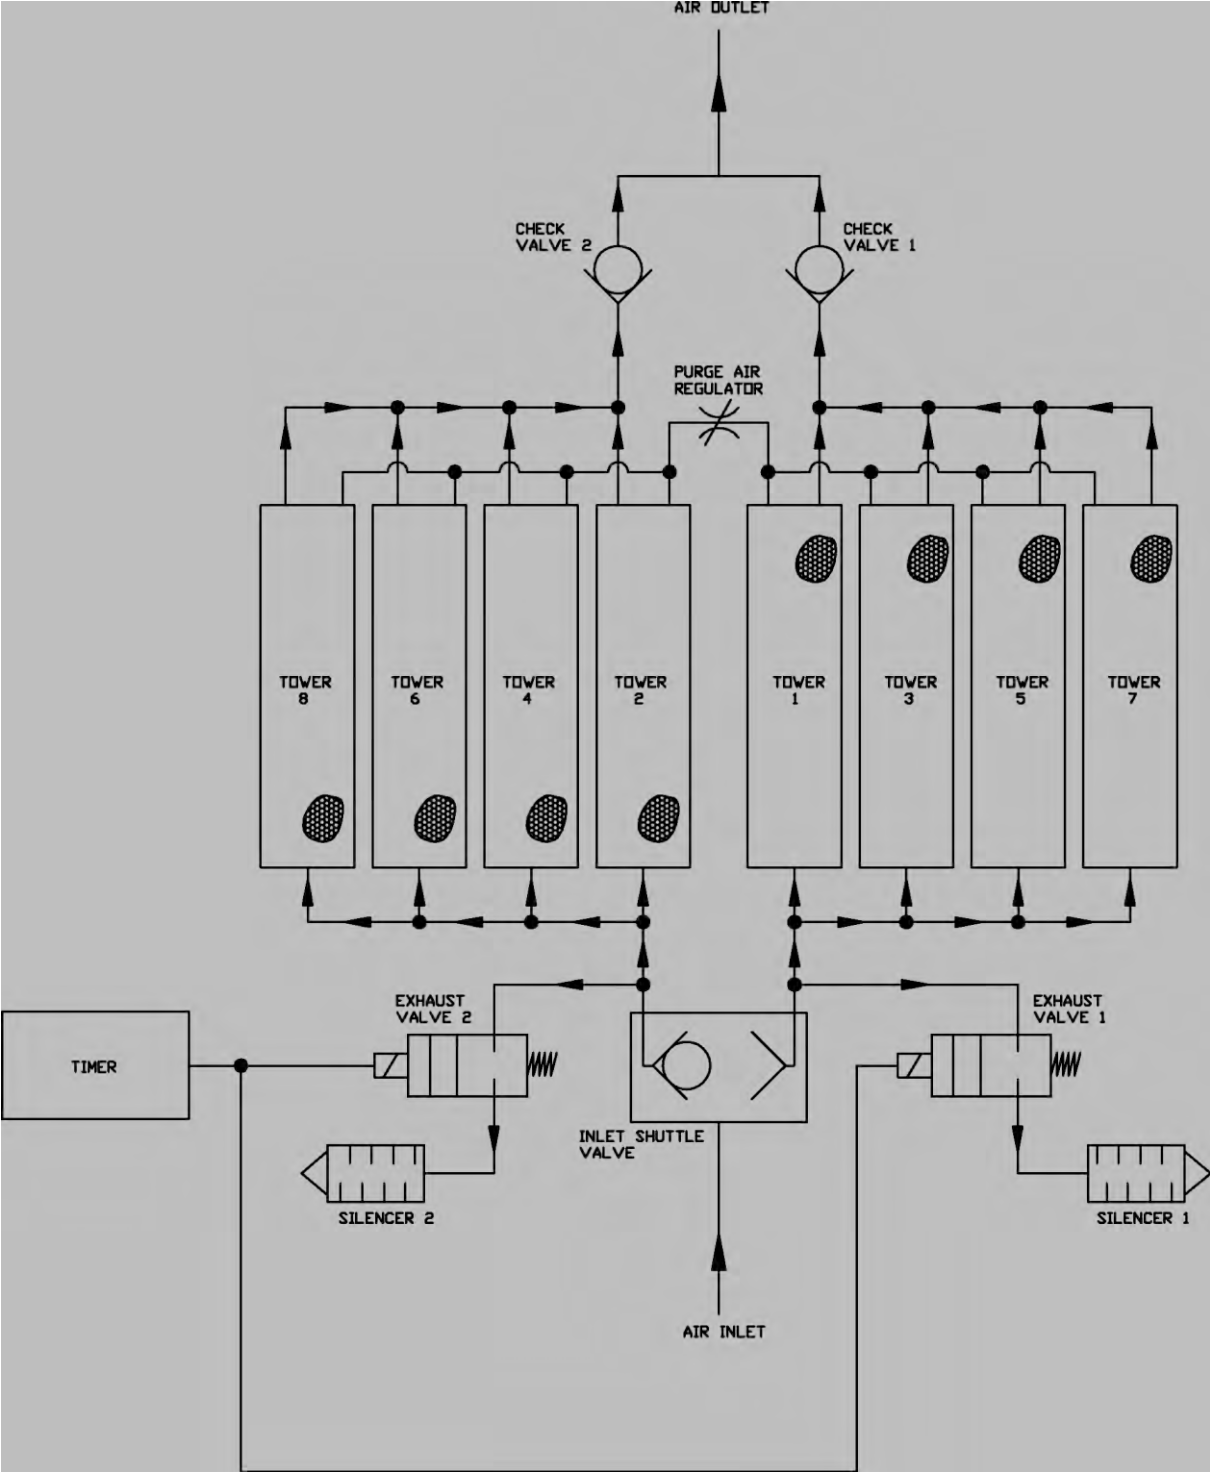 AIR OUTLET
CHECK
VALVE 2
CHECK
VALVE 1
PURGE AIR
REGULATOR
TOWER
8
TOWER
6
TOWER
4
TOWER
2
TOWER
1
TOWER
3
TOWER
5
TOWER
7
EXHAUST
VALVE 2
EXHAUST
VALVE 1
TIMER
INLET SHUTTLE
VALVE
SILENCER 2
SILENCER 1
AIR INLET